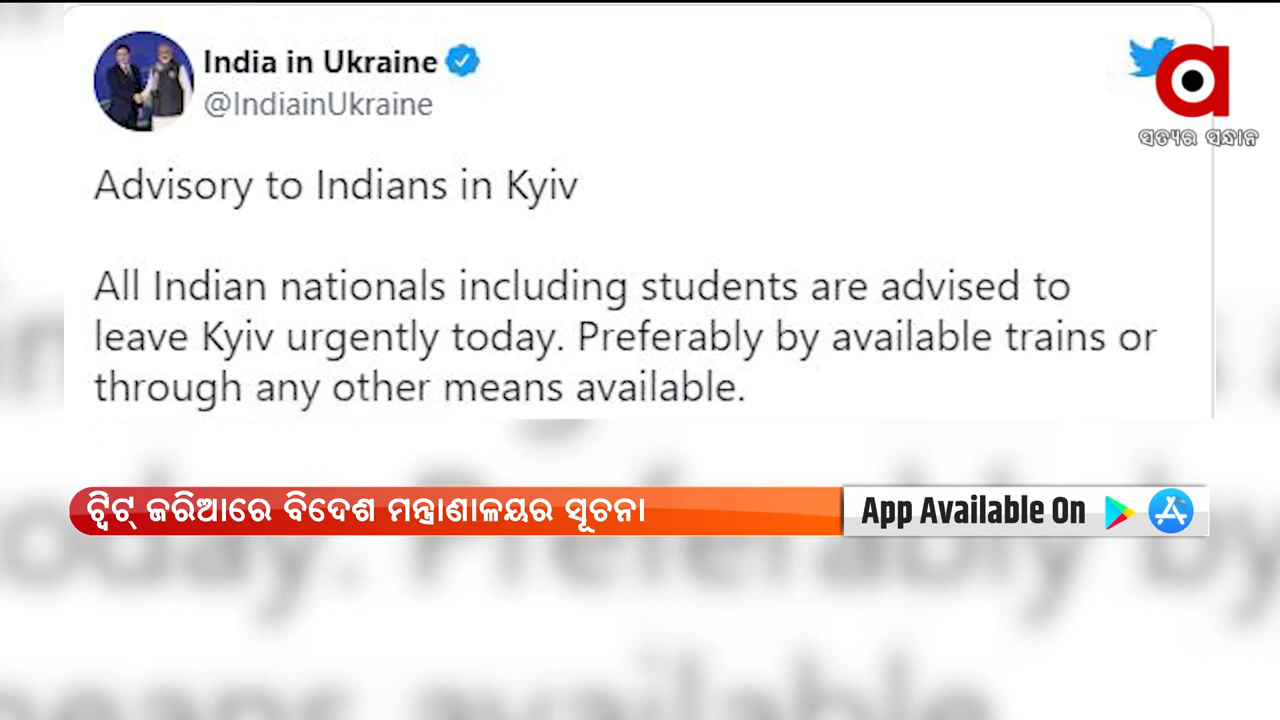 India in Ukraine
@IndiainUkraine
ସତ୍ୟର ସନ୍ଧାନ
Advisory to Indians in Kyiv
All Indian nationals including students are advised to
leave Kyiv urgently today. Preferably by available trains or
through any other means available.
ଟ୍ୱିଟ୍ ଜରିଆରେ ବିଦେଶ ମନ୍ତ୍ରାଣାଳୟର ସୂଚନା
App Available On